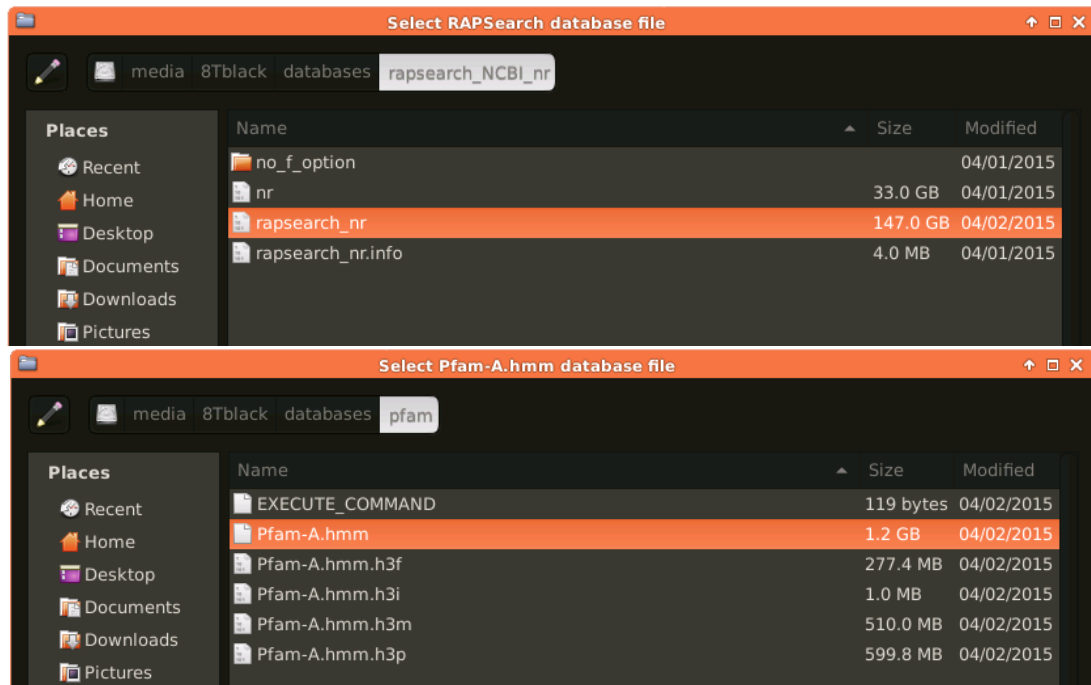 Select RAPSearch database file
media 8Tblack databases rapsearch_NCBI_nr
Places Name Size Modified
Recent no_f_option 04/01/2015
Home nr 33.0 GB 04/01/2015
Desktop rapsearch_nr 147.0 GB 04/02/2015
Documents rapsearch_nr.info 4.0 MB 04/01/2015
Downloads
Pictures
Select Pfam-A.hmm database file
media 8Tblack databases pfam
Places Name Size Modified
Recent EXECUTE_COMMAND 119 bytes 04/02/2015
Home Pfam-A.hmm 1.2 GB 04/02/2015
Desktop Pfam-A.hmm.h3f 277.4 MB 04/02/2015
Documents Pfam-A.hmm.h3i 1.0 MB 04/02/2015
Downloads Pfam-A.hmm.h3m 510.0 MB 04/02/2015
Pictures Pfam-A.hmm.h3p 599.8 MB 04/02/2015